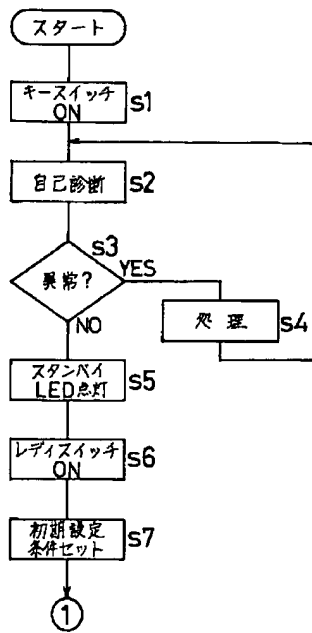 スタート
キースイッチ
ON
S1
自己診断
S2
S3
異常?
YES
処理
S4
NO
スタンバイ
LED点灯
S5
レディスイッチ
ON
S6
初期設定
条件セット
S7
1